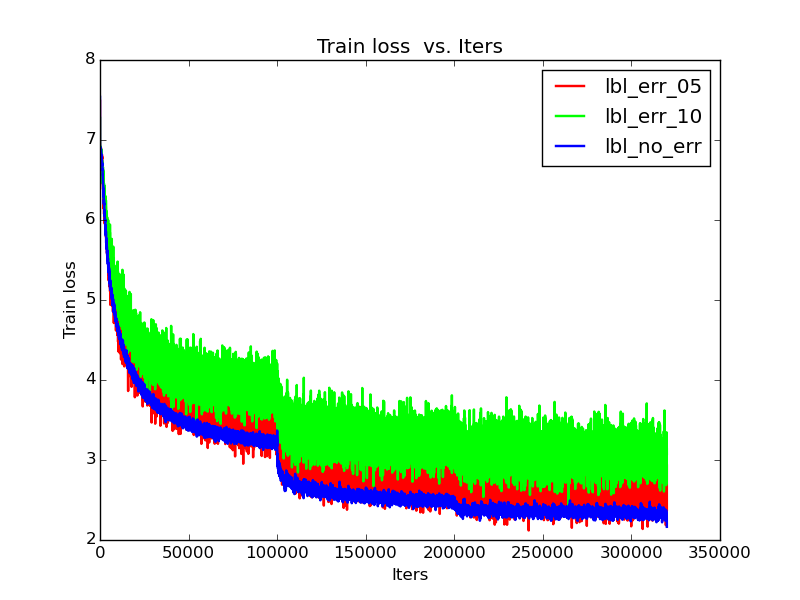 Train loss  vs. Iters
8
7
6
5
4
3
2
Train loss
lbl_err_05
lbl_err_10
lbl_no_err
0 50000 100000 150000 200000 250000 300000 350000
Iters